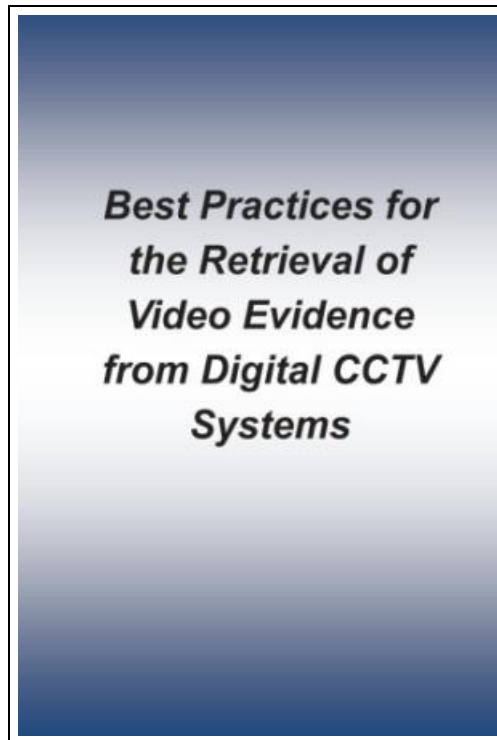 Best Practices for
the Retrieval of
Video Evidence
from Digital CCTV
Systems